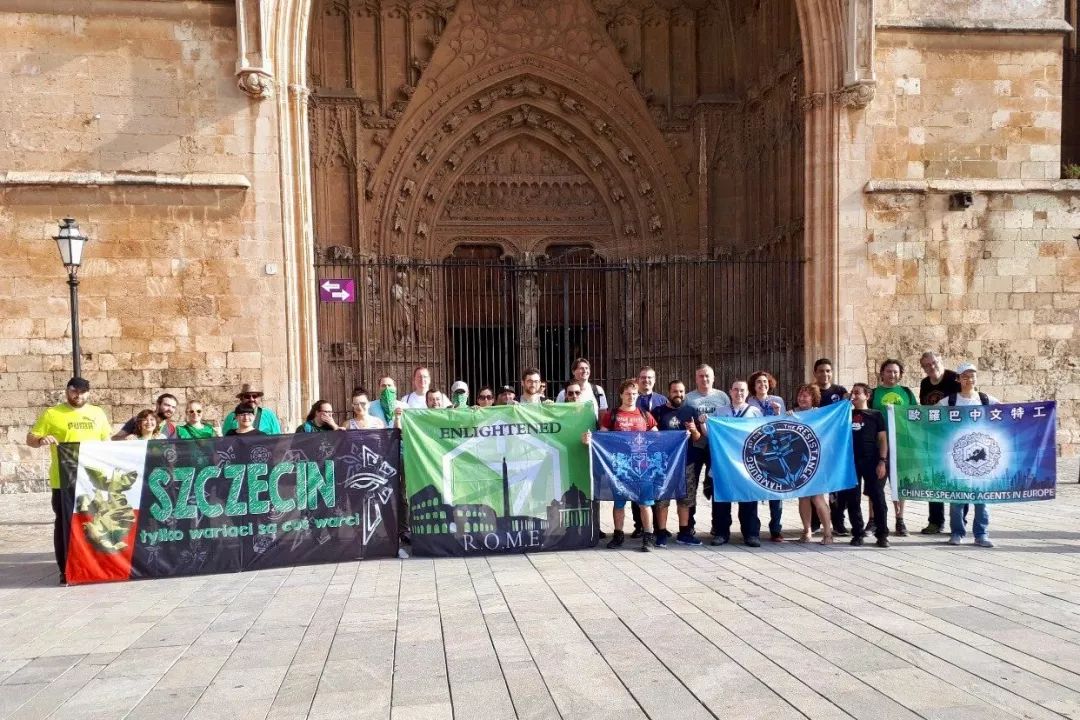 PUMA
SZCZECIN
tylko wariaci są coś warci
ENLIGHTENED
R.O.M.E.
THE RESISTANCE
HAMBURG
歐羅巴中文特工
CHINESE-SPEAKING AGENTS IN EUROPE